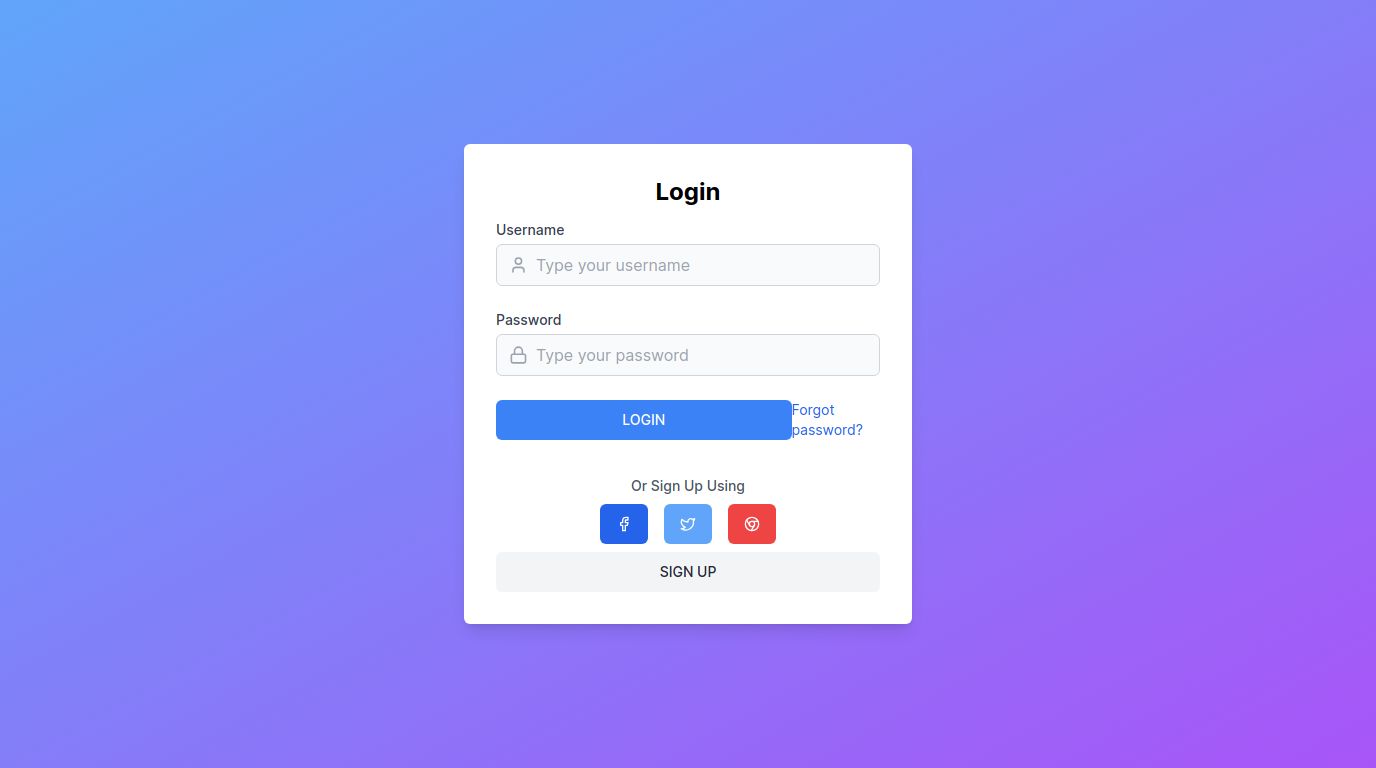 Login
Username
Type your username
Password
Type your password
LOGIN
Forgot
password?
Or Sign Up Using
SIGN UP